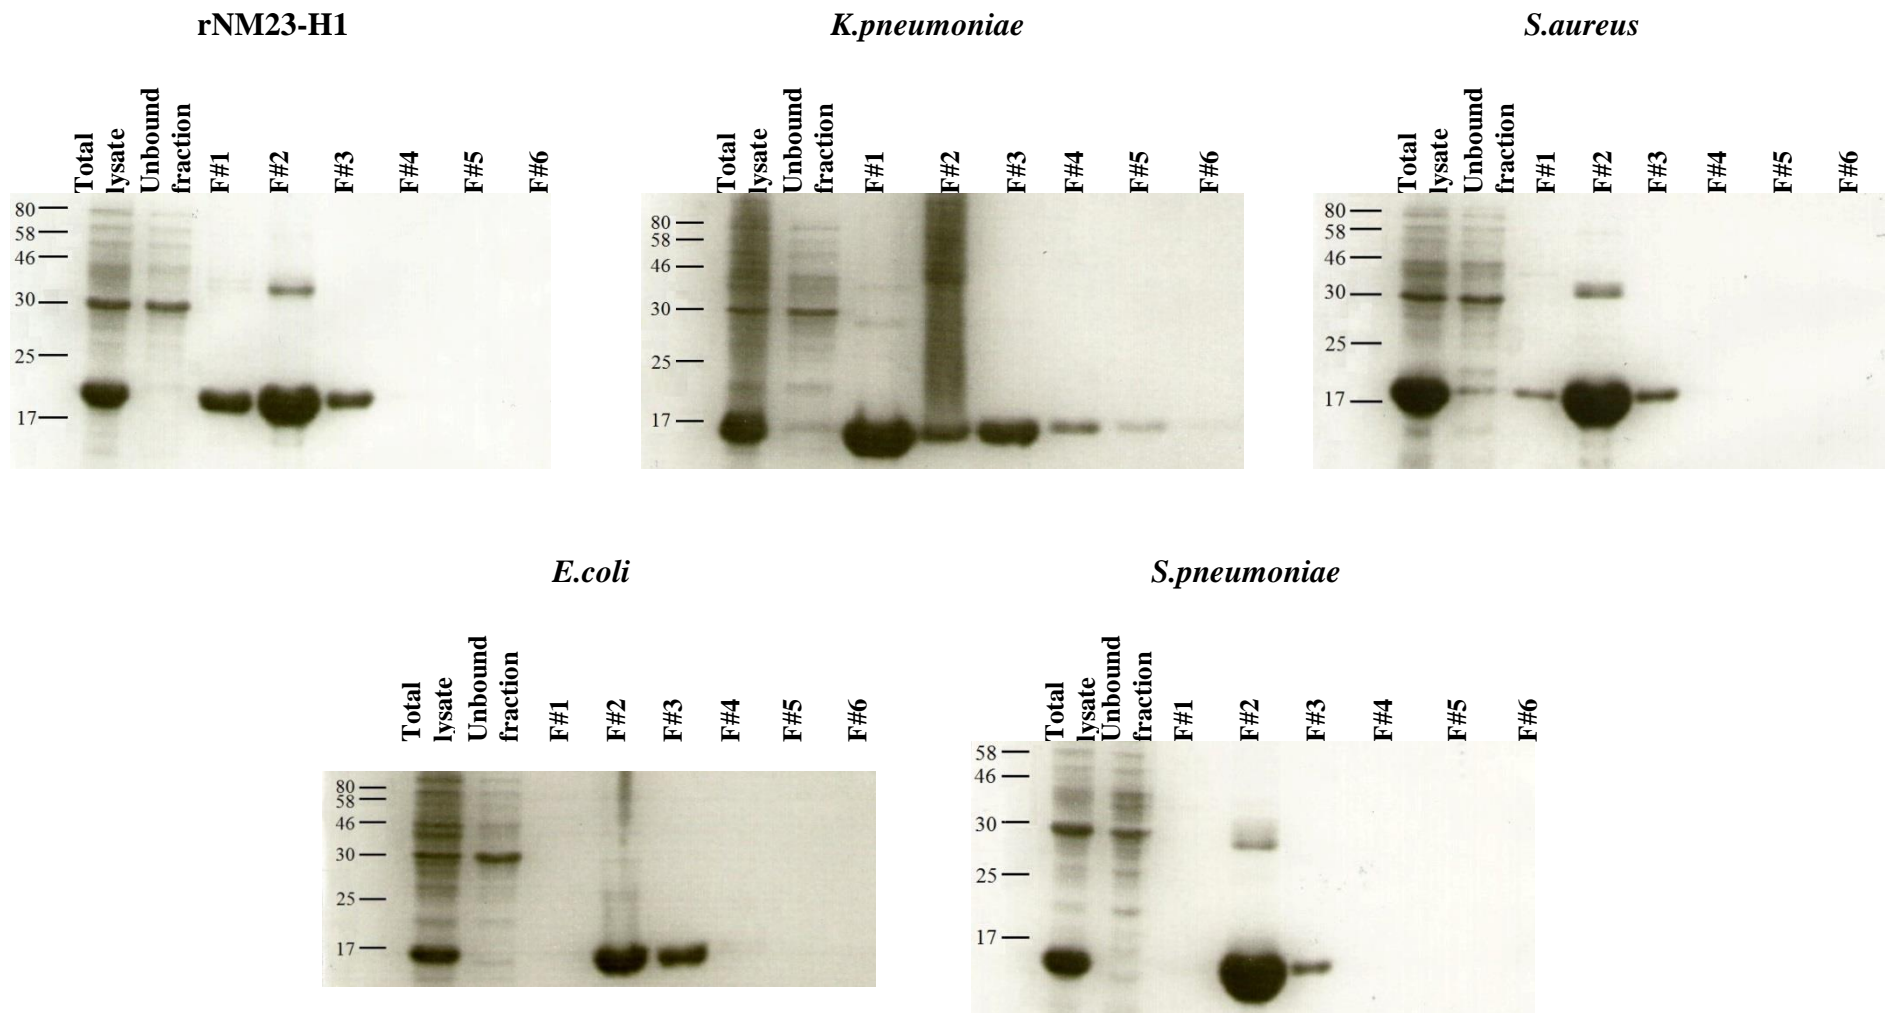 rNM23-H1
Total
lysate
Unbound
fraction
F#1
F#2
F#3
F#4
F#5
F#6
80
58
46
30
25
17
K.pneumoniae
Total
lysate
Unbound
fraction
F#1
F#2
F#3
F#4
F#5
F#6
80
58
46
30
25
17
S.aureus
Total
lysate
Unbound
fraction
F#1
F#2
F#3
F#4
F#5
F#6
80
58
46
30
25
17
E.coli
Total
lysate
Unbound
fraction
F#1
F#2
F#3
F#4
F#5
F#6
80
58
46
30
25
17
S.pneumoniae
Total
lysate
Unbound
fraction
F#1
F#2
F#3
F#4
F#5
F#6
58
46
30
25
17